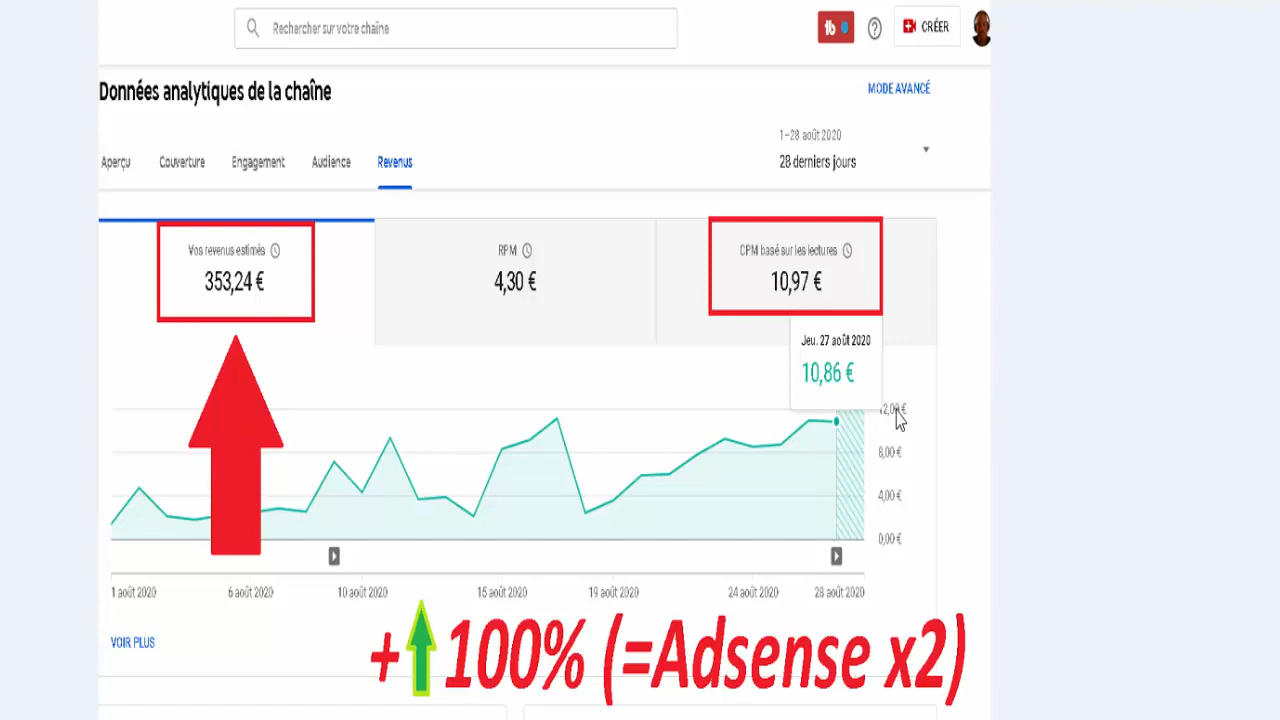 Rechercher sur votre chaîne
tb
?
CRÉER
Données analytiques de la chaîne
MODE AVANCÉ
1–28 août 2020
28 derniers jours
Aperçu
Couverture
Engagement
Audience
Revenus
Vos revenus estimés
353,24 €
RPM
4,30 €
CPM basé sur les lectures
10,97 €
Jeu. 27 août 2020
10,86 €
12,00 €
8,00 €
4,00 €
0,00 €
1 août 2020
6 août 2020
10 août 2020
15 août 2020
19 août 2020
24 août 2020
28 août 2020
VOIR PLUS
+ 100% (=Adsense x2)